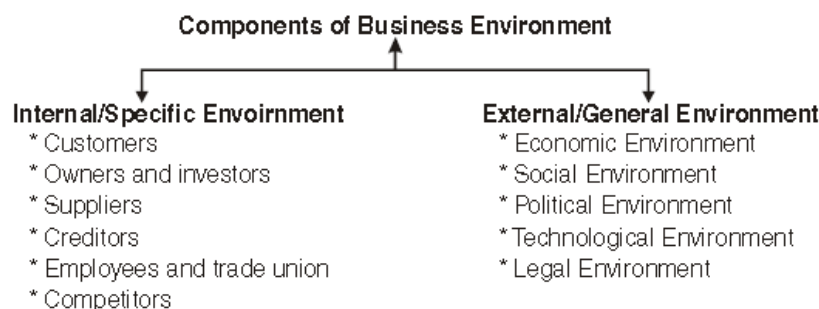 Components of Business Environment
Internal/Specific Envoirnment
* Customers
* Owners and investors
* Suppliers
* Creditors
* Employees and trade union
* Competitors
External/General Environment
* Economic Environment
* Social Environment
* Political Environment
* Technological Environment
* Legal Environment